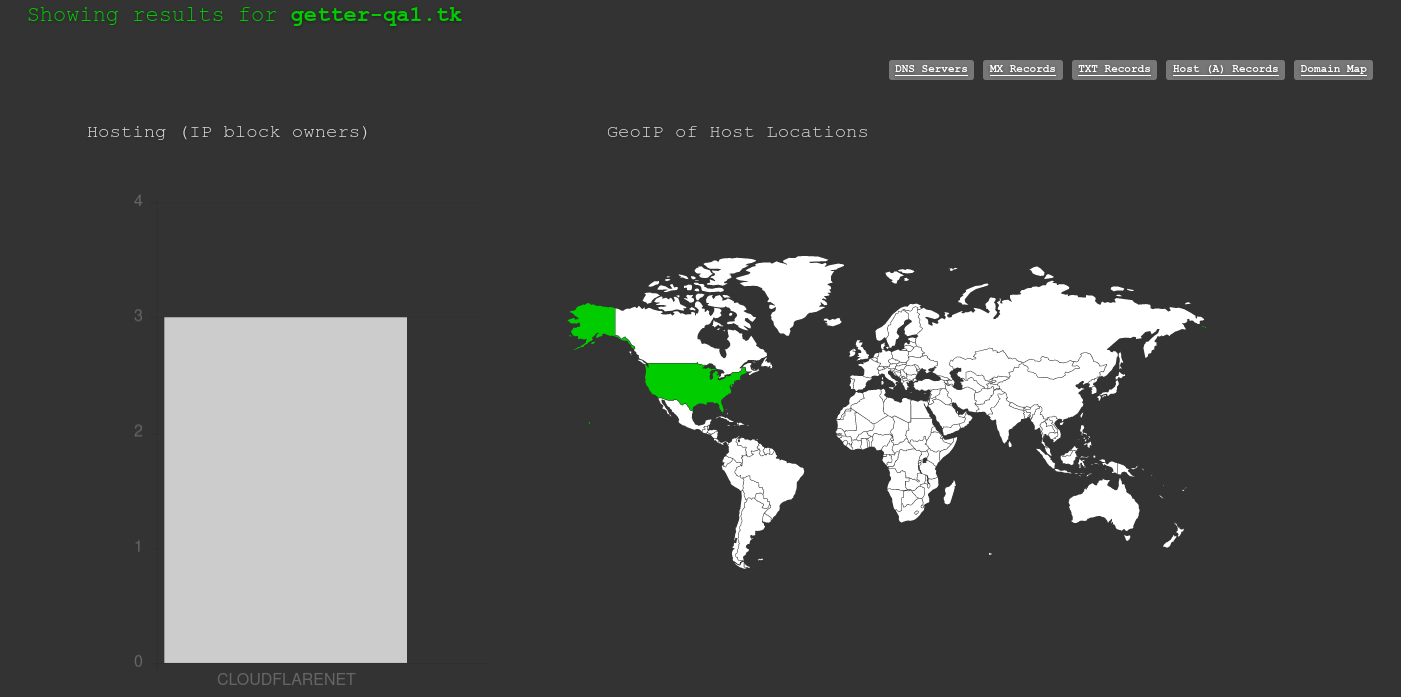 Showing results for getter-qa1.tk
DNS Servers MX Records TXT Records Host (A) Records Domain Map
Hosting (IP block owners) GeoIP of Host Locations
4
3
2
1
0
CLOUDFLARENET